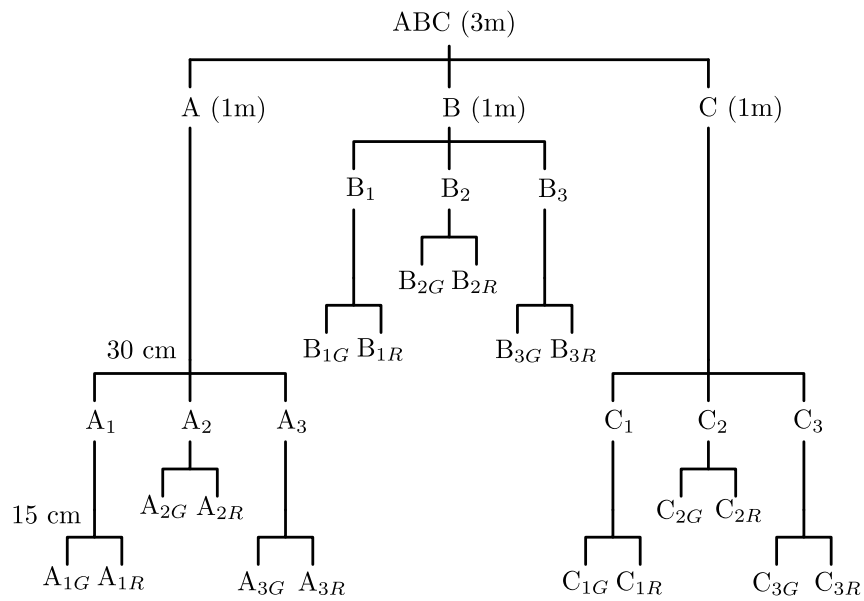 ABC (3m)
A (1m) B (1m) C (1m)
B₁ B₂ B₃
B₂G B₂R
B₁G B₁R B₃G B₃R
30 cm
A₁ A₂ A₃ C₁ C₂ C₃
A₂G A₂R C₂G C₂R
15 cm
A₁G A₁R A₃G A₃R C₁G C₁R C₃G C₃R